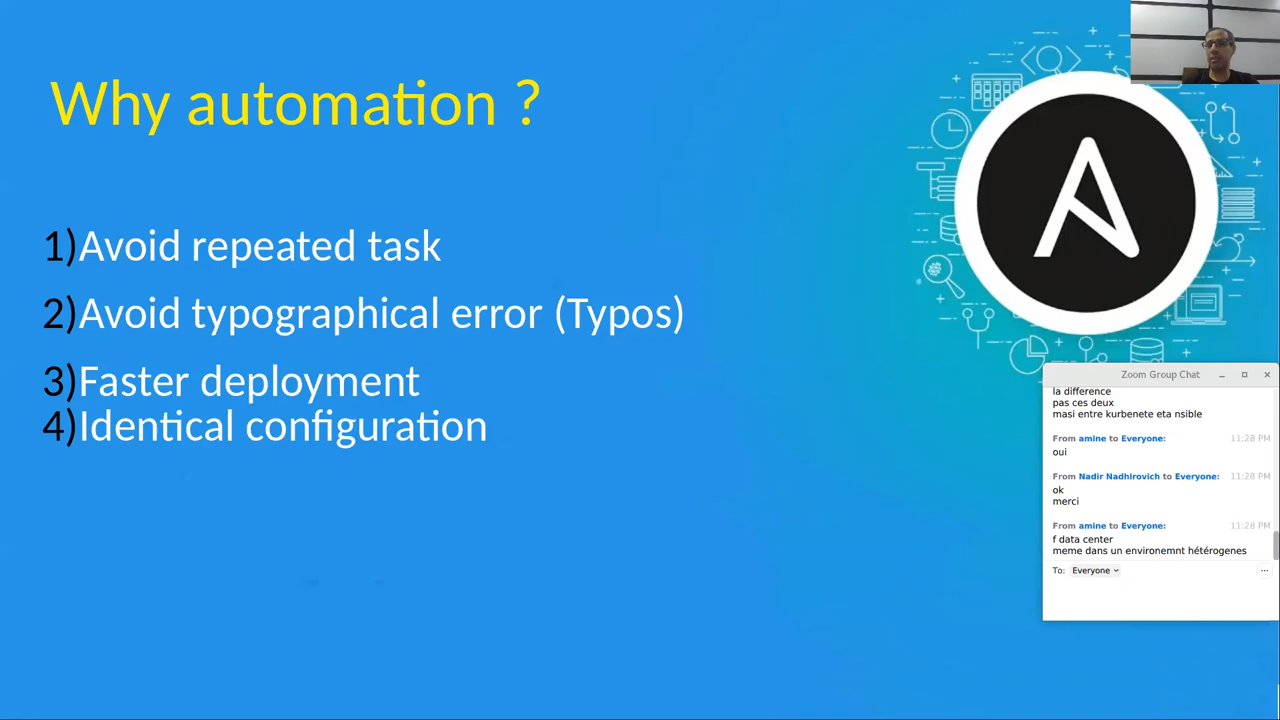 Why automation ?
1)Avoid repeated task
2)Avoid typographical error (Typos)
3)Faster deployment
4)Identical configuration
Zoom Group Chat
la difference
pas ces deux
masi entre kurbenete eta nsible
From amine to Everyone: 11:28 PM
oui
From Nadir Nadhirovich to Everyone: 11:28 PM
ok
merci
From amine to Everyone: 11:28 PM
f data center
meme dans un environemnt hétérogenes
To: Everyone